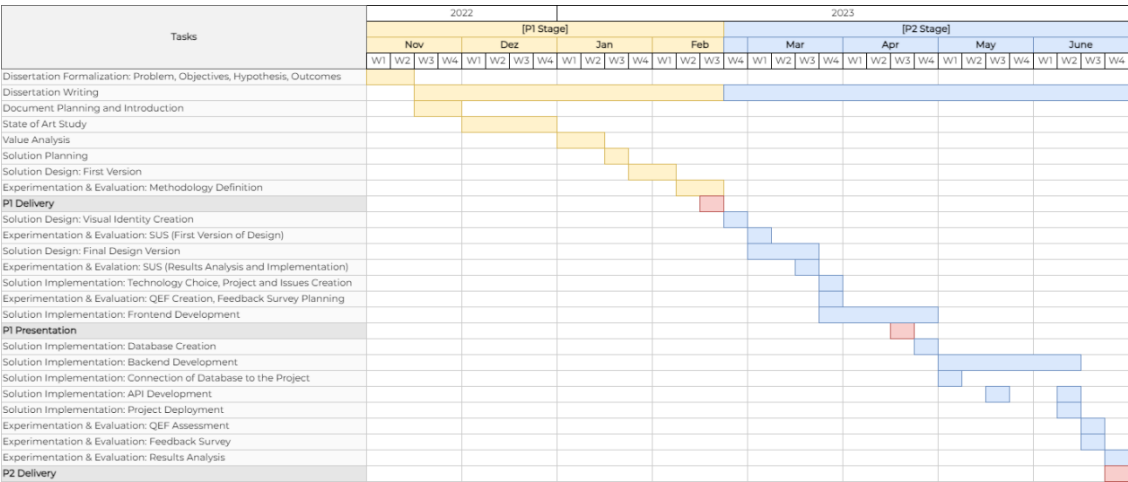 2022 2023
Tasks
[P1 Stage] [P2 Stage]
Nov Dez Jan Feb Mar Apr May June
W1 W2 W3 W4 W1 W2 W3 W4 W1 W2 W3 W4 W1 W2 W3 W4 W1 W2 W3 W4 W1 W2 W3 W4 W1 W2 W3 W4 W1 W2 W3 W4
Dissertation Formalization: Problem, Objectives, Hypothesis, Outcomes
Dissertation Writing
Document Planning and Introduction
State of Art Study
Value Analysis
Solution Planning
Solution Design: First Version
Experimentation & Evaluation: Methodology Definition
P1 Delivery
Solution Design: Visual Identity Creation
Experimentation & Evaluation: SUS (First Version of Design)
Solution Design: Final Design Version
Experimentation & Evalation: SUS (Results Analysis and Implementation)
Solution Implementation: Technology Choice, Project and Issues Creation
Experimentation & Evaluation: QEF Creation, Feedback Survey Planning
Solution Implementation: Frontend Development
P1 Presentation
Solution Implementation: Database Creation
Solution Implementation: Backend Development
Solution Implementation: Connection of Database to the Project
Solution Implementation: API Development
Solution Implementation: Project Deployment
Experimentation & Evaluation: QEF Assessment
Experimentation & Evaluation: Feedback Survey
Experimentation & Evaluation: Results Analysis
P2 Delivery